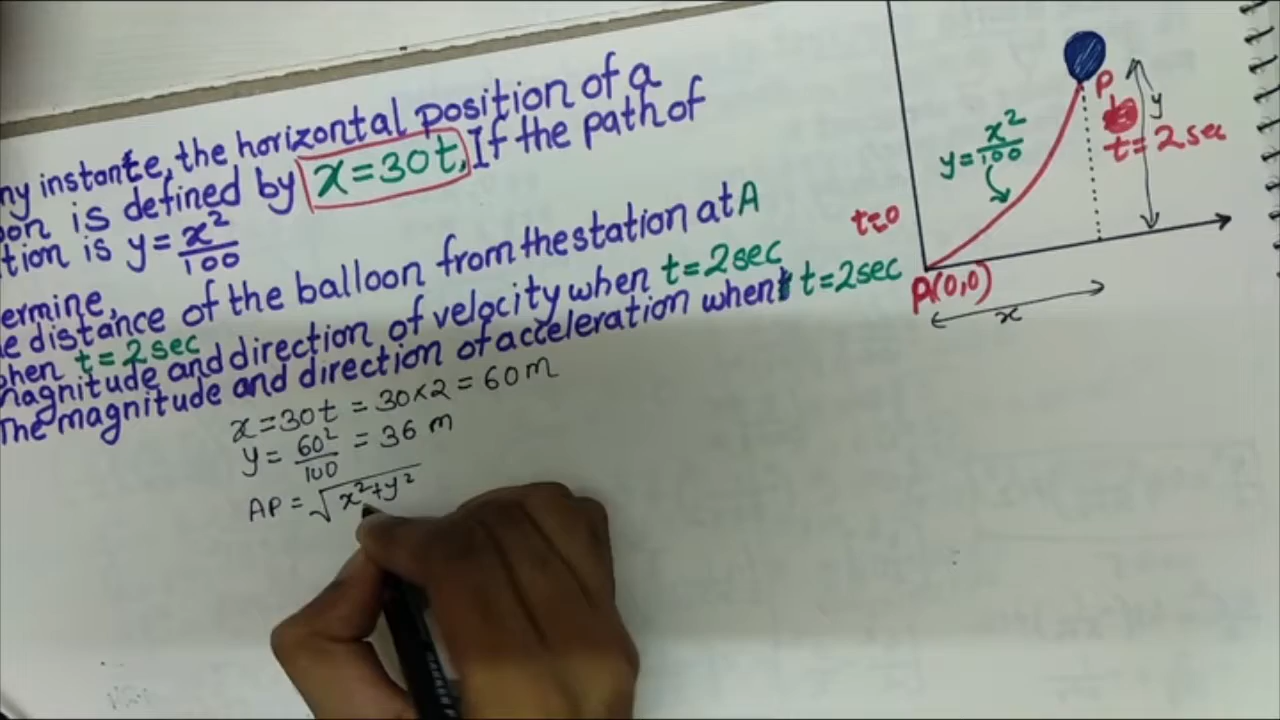 ny instante, the horizontal position of a
oon is defined by x=30t, If the path of
tion is y = x²/100
ermine,
e distance of the balloon from the station at A
when t=2sec
magnitude and direction of velocity when t=2sec
The magnitude and direction of acceleration when t=2sec
x=30t = 30×2 = 60m
y = 60²/100 = 36 m
AP = √x²+y²
P
y
y = x²/100
t = 2sec
t=0
A(0,0)
x